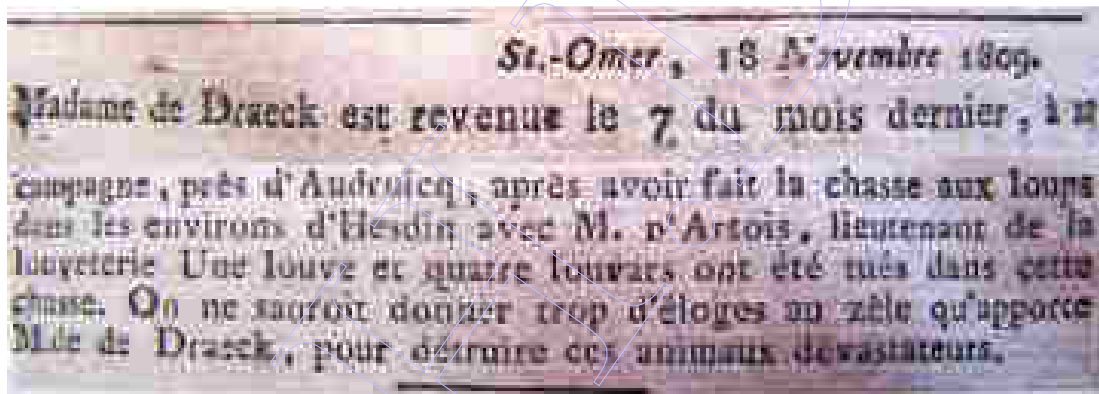 St.-Omer, 18 Novembre 1809.
Madame de Draeck est revenue le 7 du mois dernier, à sa
campagne, près d'Audruicq, après avoir fait la chasse aux loups
dans les environs d'Hesdin avec M. D'Artois, lieutenant de la
louveterie Une louve et quatre louvars ont été tués dans cette
chasse. On ne sauroit donner trop d'éloges au zèle qu'apporte
Mde de Draeck, pour détruire ces animaux dévastateurs.